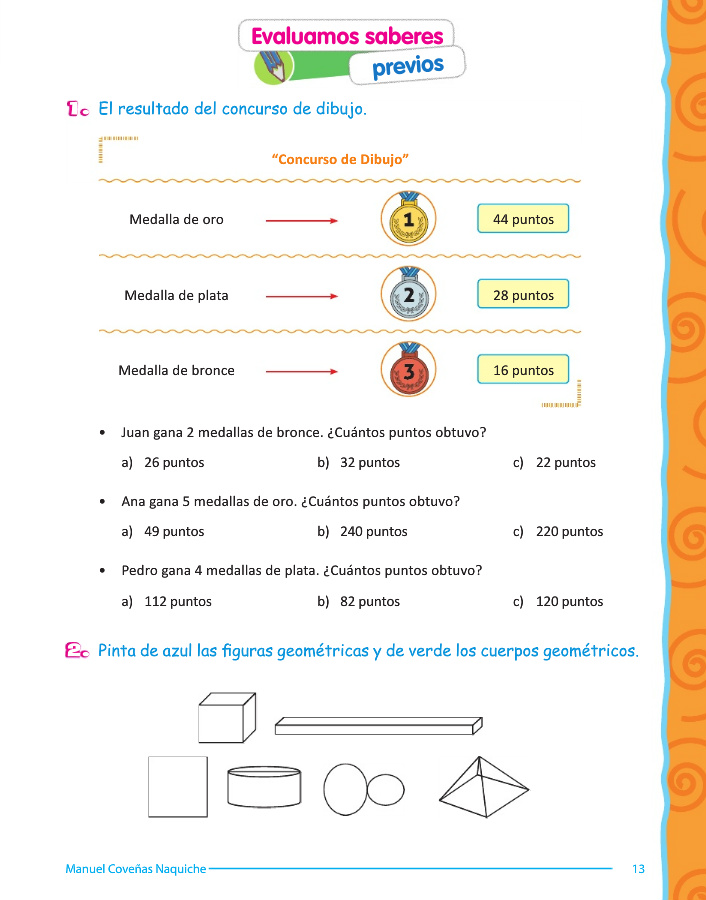 Evaluamos saberes
previos
1. El resultado del concurso de dibujo.
“Concurso de Dibujo”
Medalla de oro 1 44 puntos
Medalla de plata 2 28 puntos
Medalla de bronce 3 16 puntos
• Juan gana 2 medallas de bronce. ¿Cuántos puntos obtuvo?
a) 26 puntos b) 32 puntos c) 22 puntos
• Ana gana 5 medallas de oro. ¿Cuántos puntos obtuvo?
a) 49 puntos b) 240 puntos c) 220 puntos
• Pedro gana 4 medallas de plata. ¿Cuántos puntos obtuvo?
a) 112 puntos b) 82 puntos c) 120 puntos
2. Pinta de azul las figuras geométricas y de verde los cuerpos geométricos.
Manuel Coveñas Naquiche 13